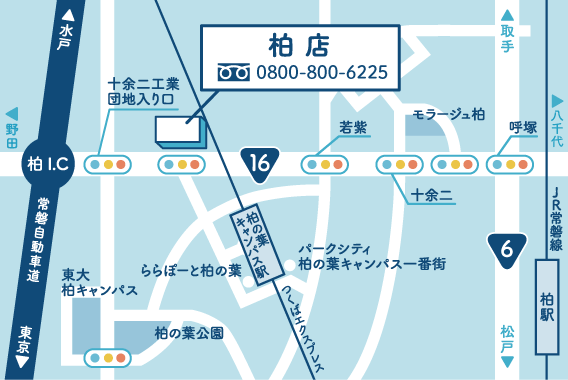 水戸
柏 店
0800-800-6225
取手
十余二工業
団地入り口
モラージュ柏
野田
若紫
呼塚
八千代
柏 I.C
16
十余二
常磐自動車道
柏の葉
キャンパス駅
JR常磐線
6
パークシティ
柏の葉キャンパス一番街
ららぽーと柏の葉
東大
柏キャンパス
つくばエクスプレス
柏駅
柏の葉公園
東京
松戸